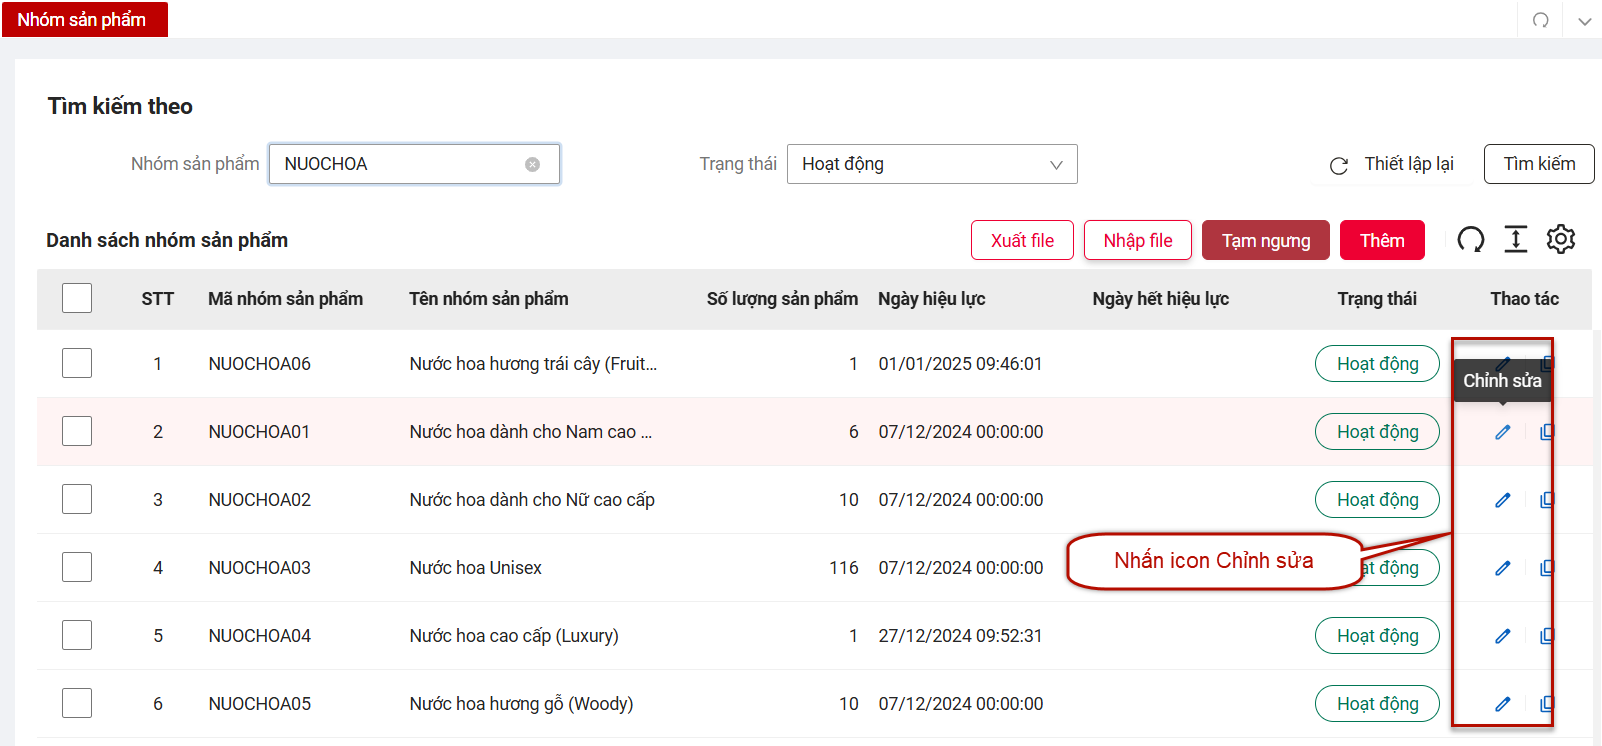 Nhóm sản phẩm
Tìm kiếm theo
Nhóm sản phẩm NUOCHOA Trạng thái Hoạt động Thiết lập lại Tìm kiếm
Danh sách nhóm sản phẩm Xuất file Nhập file Tạm ngưng Thêm
STT Mã nhóm sản phẩm Tên nhóm sản phẩm Số lượng sản phẩm Ngày hiệu lực Ngày hết hiệu lực Trạng thái Thao tác
1 NUOCHOA06 Nước hoa hương trái cây (Fruit... 1 01/01/2025 09:46:01 Hoạt động
Chỉnh sửa
2 NUOCHOA01 Nước hoa dành cho Nam cao ... 6 07/12/2024 00:00:00 Hoạt động
3 NUOCHOA02 Nước hoa dành cho Nữ cao cấp 10 07/12/2024 00:00:00 Hoạt động
Nhấn icon Chỉnh sửa
4 NUOCHOA03 Nước hoa Unisex 116 07/12/2024 00:00:00 động
5 NUOCHOA04 Nước hoa cao cấp (Luxury) 1 27/12/2024 09:52:31 Hoạt động
6 NUOCHOA05 Nước hoa hương gỗ (Woody) 10 07/12/2024 00:00:00 Hoạt động